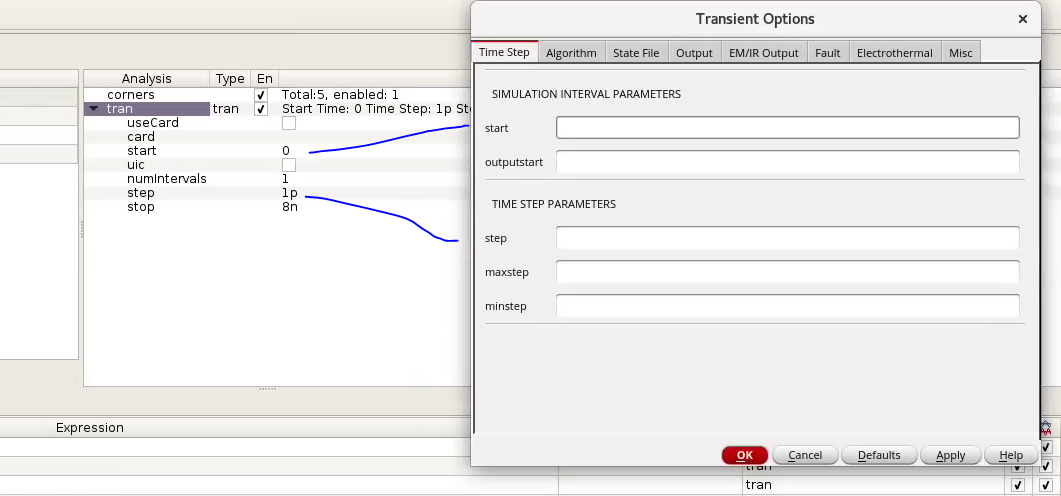 Transient Options
×
Time Step Algorithm State File Output EM/IR Output Fault Electrothermal Misc
Analysis Type En
corners Total:5, enabled: 1
tran tran Start Time: 0 Time Step: 1p
useCard
card
start 0
uic
numIntervals 1
step 1p
stop 8n
SIMULATION INTERVAL PARAMETERS
start
outputstart
TIME STEP PARAMETERS
step
maxstep
minstep
OK Cancel Defaults Apply Help
Expression
tran
tran